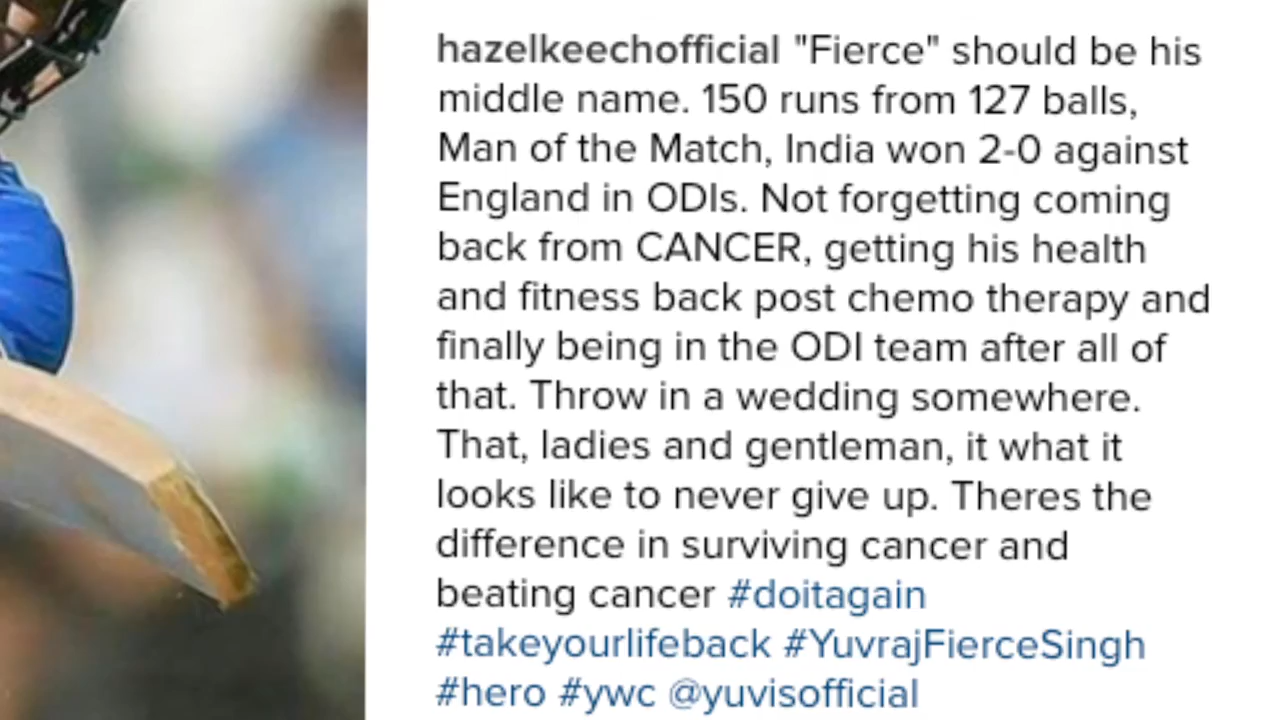 hazelkeechofficial "Fierce" should be his
middle name. 150 runs from 127 balls,
Man of the Match, India won 2-0 against
England in ODIs. Not forgetting coming
back from CANCER, getting his health
and fitness back post chemo therapy and
finally being in the ODI team after all of
that. Throw in a wedding somewhere.
That, ladies and gentleman, it what it
looks like to never give up. Theres the
difference in surviving cancer and
beating cancer #doitagain
#takeyourlifeback #YuvrajFierceSingh
#hero #ywc @yuvisofficial